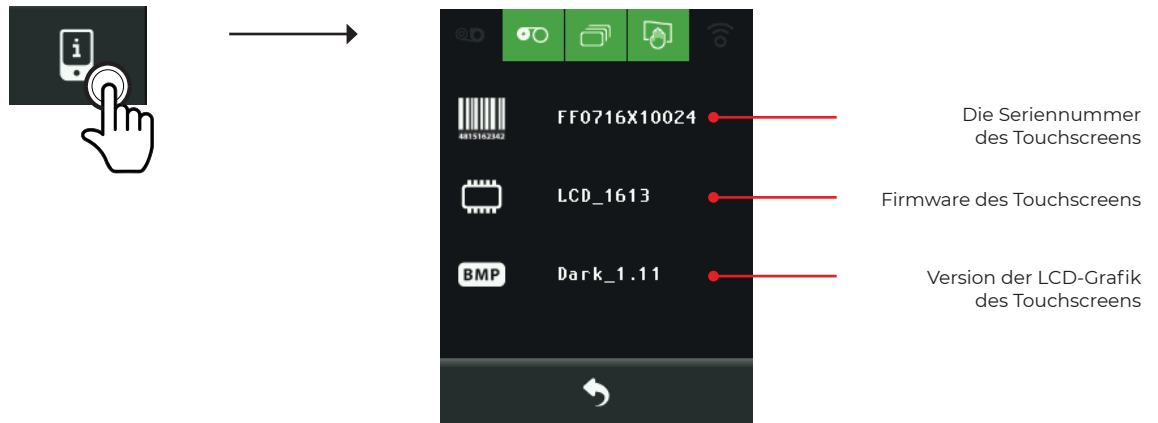 i
4815162342
FF0716X10024
Die Seriennummer
des Touchscreens
LCD_1613
Firmware des Touchscreens
BMP
Dark_1.11
Version der LCD-Grafik
des Touchscreens